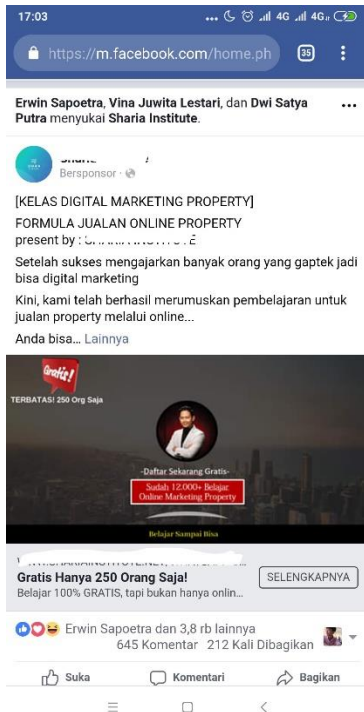 17:03
... 4G 4G
https://m.facebook.com/home.ph
35
Erwin Sapoetra, Vina Juwita Lestari, dan Dwi Satya
Putra menyukai Sharia Institute.
Bersponsor ·
[KELAS DIGITAL MARKETING PROPERTY]
FORMULA JUALAN ONLINE PROPERTY
present by :
Setelah sukses mengajarkan banyak orang yang gaptek jadi
bisa digital marketing
Kini, kami telah berhasil merumuskan pembelajaran untuk
jualan property melalui online...
Anda bisa... Lainnya
Gratis!
TERBATAS! 250 Org Saja
-Daftar Sekarang Gratis-
Sudah 12.000+ Belajar
Online Marketing Property
Belajar Sampai Bisa
Gratis Hanya 250 Orang Saja!
Belajar 100% GRATIS, tapi bukan hanya onlin...
SELENGKAPNYA
Erwin Sapoetra dan 3,8 rb lainnya
645 Komentar 212 Kali Dibagikan
Suka Komentari Bagikan